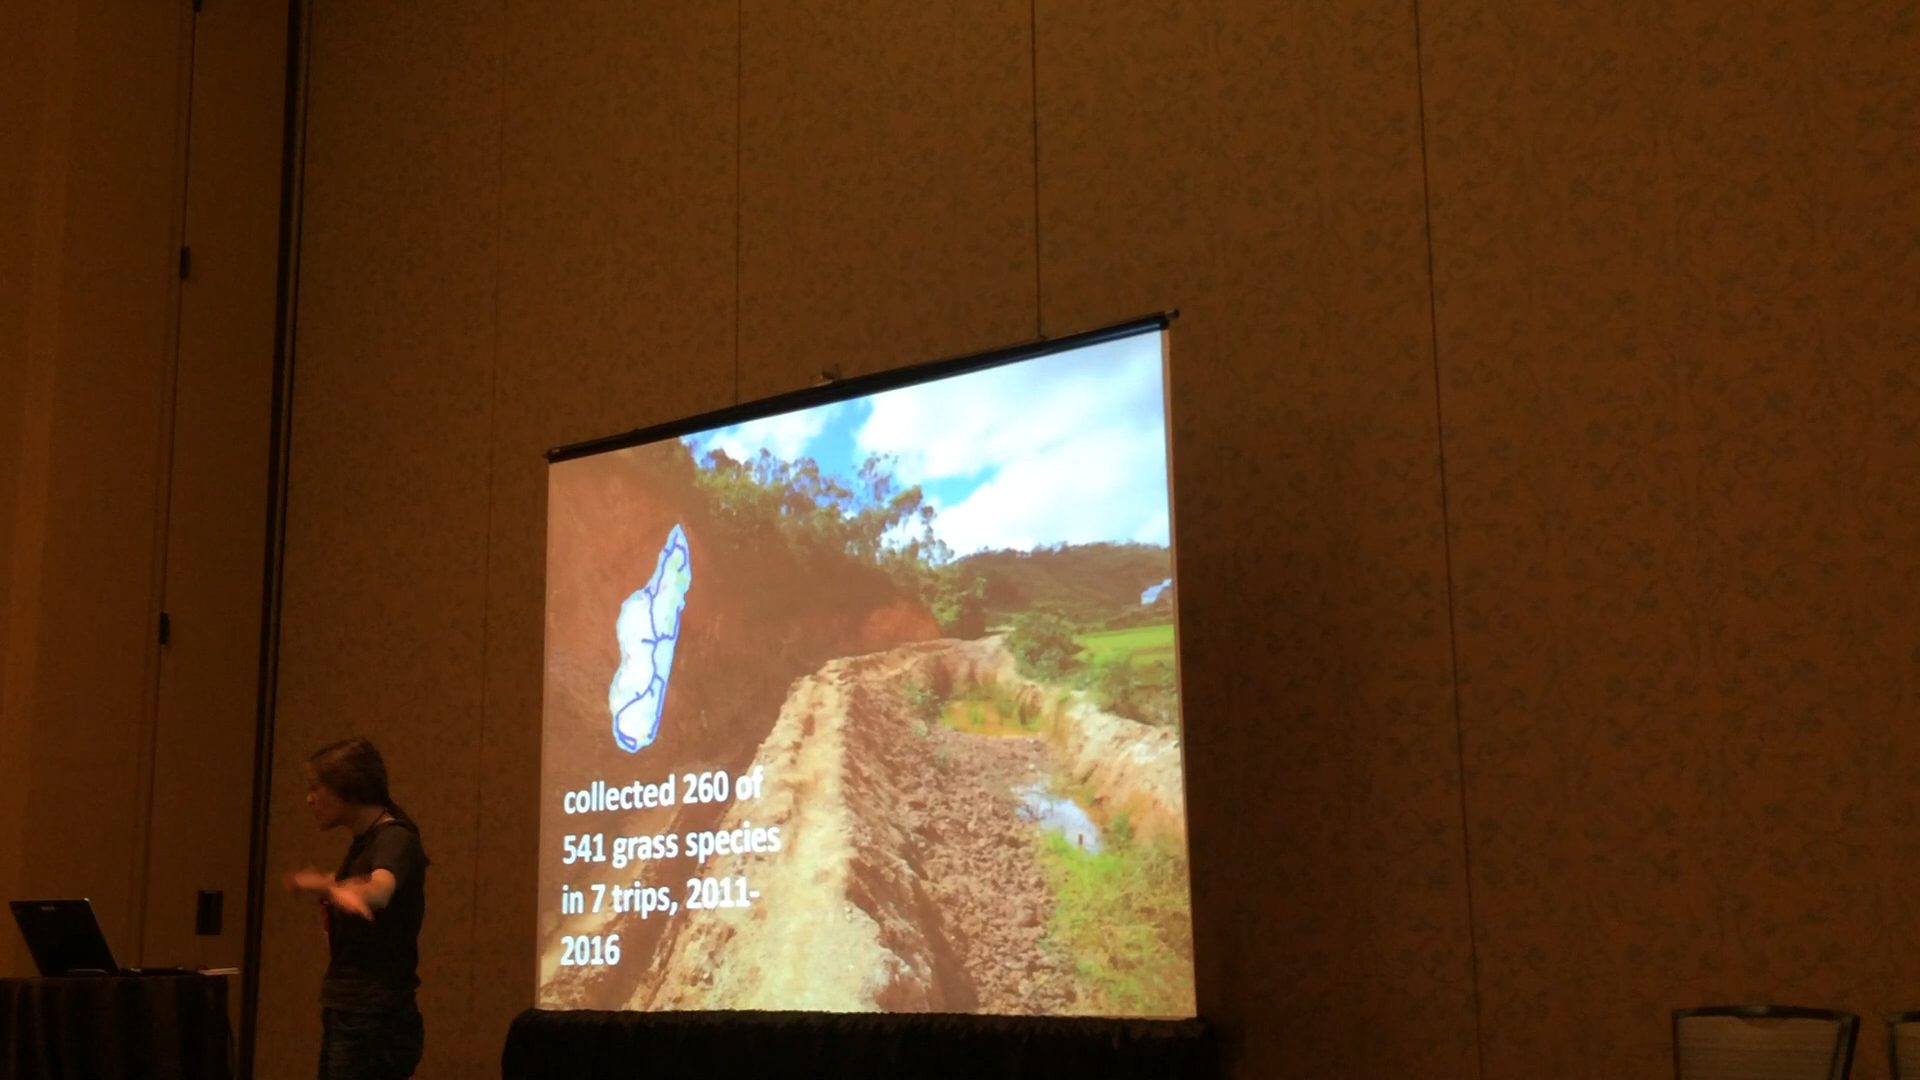 collected 260 of
541 grass species
in 7 trips, 2011-
2016